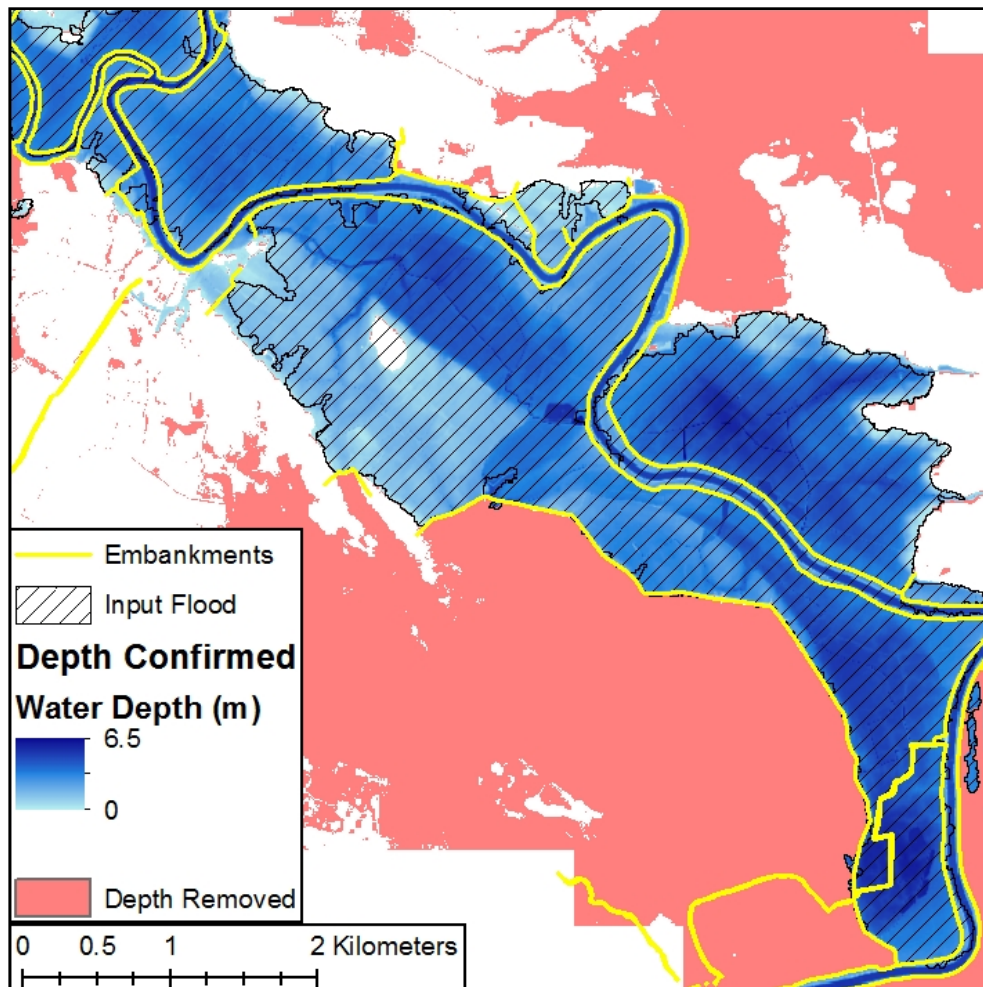 Embankments
Input Flood
Depth Confirmed
Water Depth (m)
6.5
0
Depth Removed
0 0.5 1 2 Kilometers